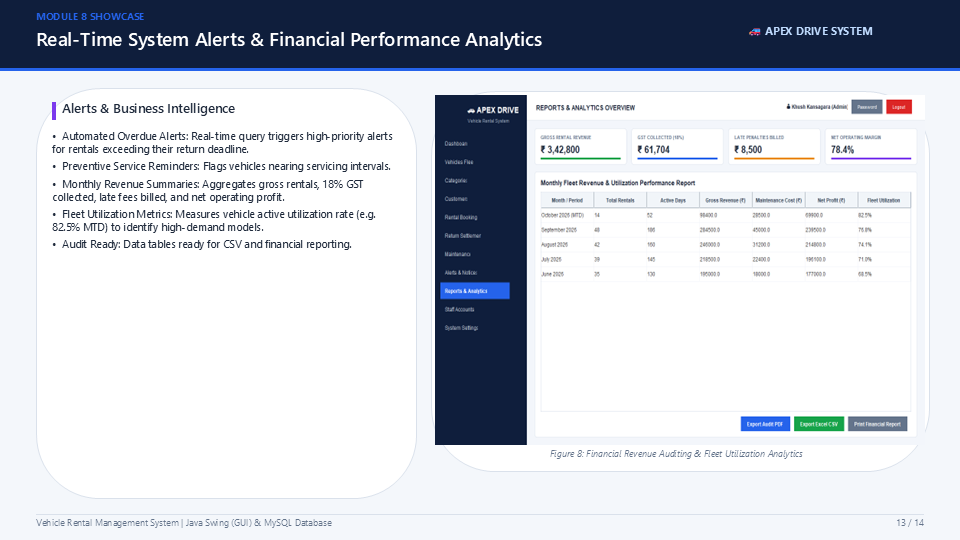 MODULE 8 SHOWCASE
Real-Time System Alerts & Financial Performance Analytics
APEX DRIVE SYSTEM
Alerts & Business Intelligence
• Automated Overdue Alerts: Real-time query triggers high-priority alerts
for rentals exceeding their return deadline.
• Preventive Service Reminders: Flags vehicles nearing servicing intervals.
• Monthly Revenue Summaries: Aggregates gross rentals, 18% GST
collected, late fees billed, and net operating profit.
• Fleet Utilization Metrics: Measures vehicle active utilization rate (e.g.
82.5% MTD) to identify high-demand models.
• Audit Ready: Data tables ready for CSV and financial reporting.
APEX DRIVE
Vehicle Rental System
Dashboard
Vehicles Flee
Categories
Customers
Rental Booking
Return Settlemer
Maintenance
Alerts & Notices
Reports & Analytics
Staff Accounts
System Settings
REPORTS & ANALYTICS OVERVIEW
Khush Kansagara (Admin)
Password
Logout
GROSS RENTAL REVENUE
₹ 3,42,800
GST COLLECTED (18%)
₹ 61,704
LATE PENALTIES BILLED
₹ 8,500
NET OPERATING MARGIN
78.4%
Monthly Fleet Revenue & Utilization Performance Report
Month / Period Total Rentals Active Days Gross Revenue (₹) Maintenance Cost (₹) Net Profit (₹) Fleet Utilization
October 2026 (MTD) 14 52 98400.0 28500.0 69900.0 82.5%
September 2026 48 186 284500.0 45000.0 239500.0 76.8%
August 2026 42 160 246000.0 31200.0 214800.0 74.1%
July 2026 39 145 218500.0 22400.0 196100.0 71.0%
June 2026 35 130 195000.0 18000.0 177000.0 68.5%
Export Audit PDF
Export Excel CSV
Print Financial Report
Figure 8: Financial Revenue Auditing & Fleet Utilization Analytics
Vehicle Rental Management System | Java Swing (GUI) & MySQL Database
13 / 14